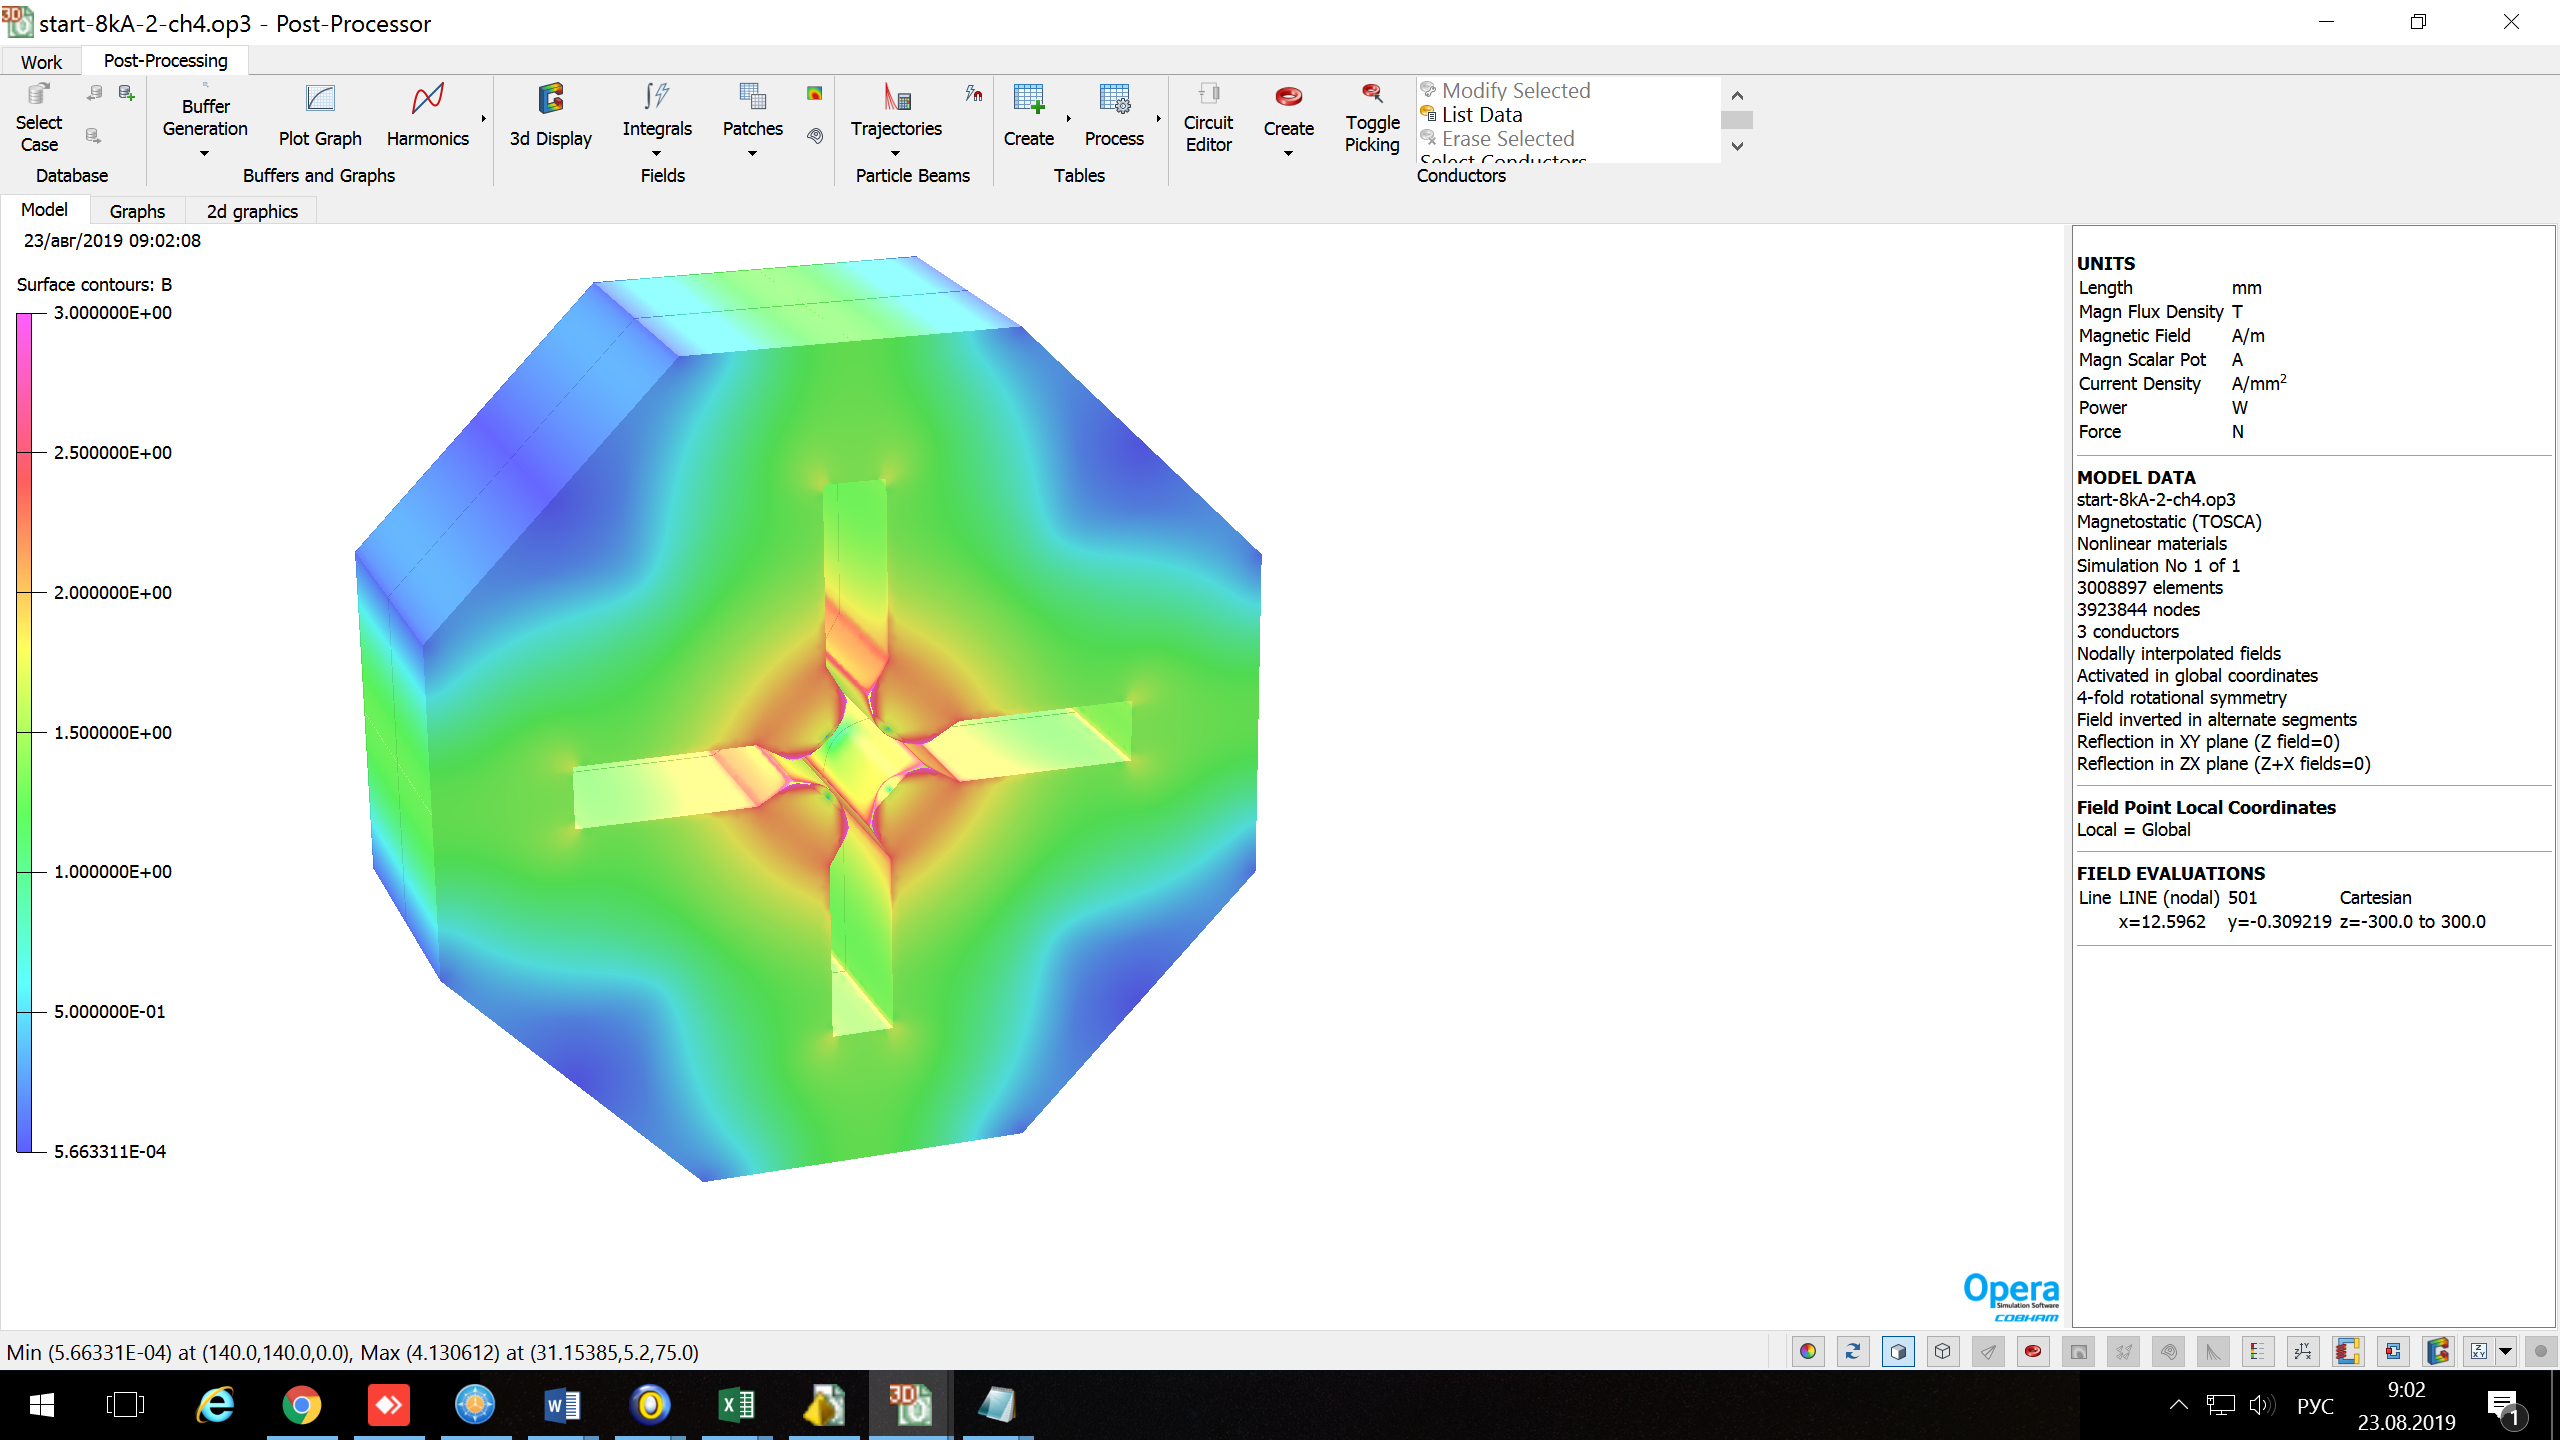 start-8kA-2-ch4.op3 - Post-Processor
Work
Post-Processing
Select
Case
Database
Buffer
Generation
Plot Graph
Harmonics
Buffers and Graphs
3d Display
Integrals
Patches
Fields
Trajectories
Particle Beams
Create
Process
Tables
Circuit
Editor
Create
Toggle
Picking
Modify Selected
List Data
Erase Selected
Select Conductors
Conductors
Model
Graphs
2d graphics
23/авг/2019 09:02:08
Surface contours: B
3.000000E+00
2.500000E+00
2.000000E+00
1.500000E+00
1.000000E+00
5.000000E-01
5.663311E-04
UNITS
Length mm
Magn Flux Density T
Magnetic Field A/m
Magn Scalar Pot A
Current Density A/mm²
Power W
Force N
MODEL DATA
start-8kA-2-ch4.op3
Magnetostatic (TOSCA)
Nonlinear materials
Simulation No 1 of 1
3008897 elements
3923844 nodes
3 conductors
Nodally interpolated fields
Activated in global coordinates
4-fold rotational symmetry
Field inverted in alternate segments
Reflection in XY plane (Z field=0)
Reflection in ZX plane (Z+X fields=0)
Field Point Local Coordinates
Local = Global
FIELD EVALUATIONS
Line LINE (nodal) 501 Cartesian
x=12.5962 y=-0.309219 z=-300.0 to 300.0
Opera
Simulation Software
COBHAM
Min (5.66331E-04) at (140.0,140.0,0.0), Max (4.130612) at (31.15385,5.2,75.0)
РУС
9:02
23.08.2019
1